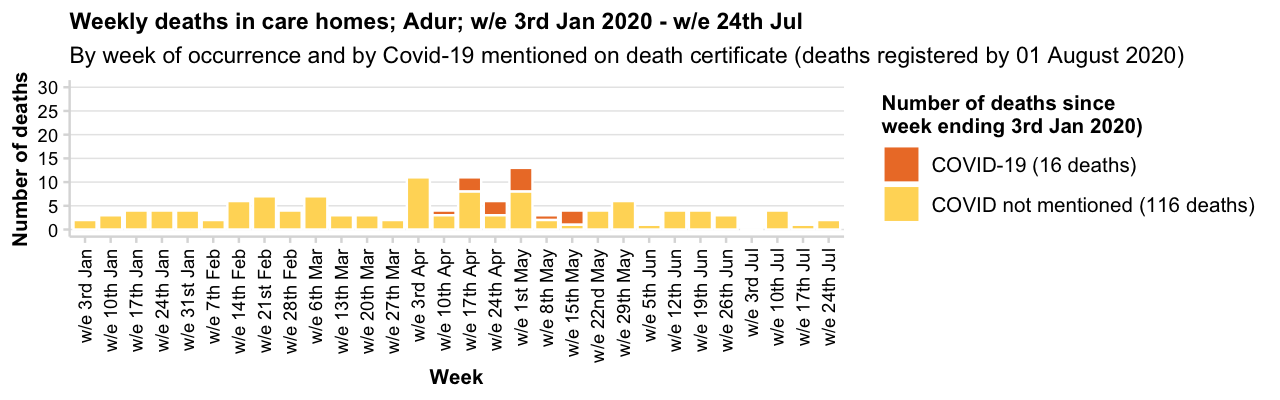 Weekly deaths in care homes; Adur; w/e 3rd Jan 2020 - w/e 24th Jul
By week of occurrence and by Covid-19 mentioned on death certificate (deaths registered by 01 August 2020)
Number of deaths
30
25
20
15
10
5
0
w/e 3rd Jan
w/e 10th Jan
w/e 17th Jan
w/e 24th Jan
w/e 31st Jan
w/e 7th Feb
w/e 14th Feb
w/e 21st Feb
w/e 28th Feb
w/e 6th Mar
w/e 13th Mar
w/e 20th Mar
w/e 27th Mar
w/e 3rd Apr
w/e 10th Apr
w/e 17th Apr
w/e 24th Apr
w/e 1st May
w/e 8th May
w/e 15th May
w/e 22nd May
w/e 29th May
w/e 5th Jun
w/e 12th Jun
w/e 19th Jun
w/e 26th Jun
w/e 3rd Jul
w/e 10th Jul
w/e 17th Jul
w/e 24th Jul
Week
Number of deaths since
week ending 3rd Jan 2020)
COVID-19 (16 deaths)
COVID not mentioned (116 deaths)